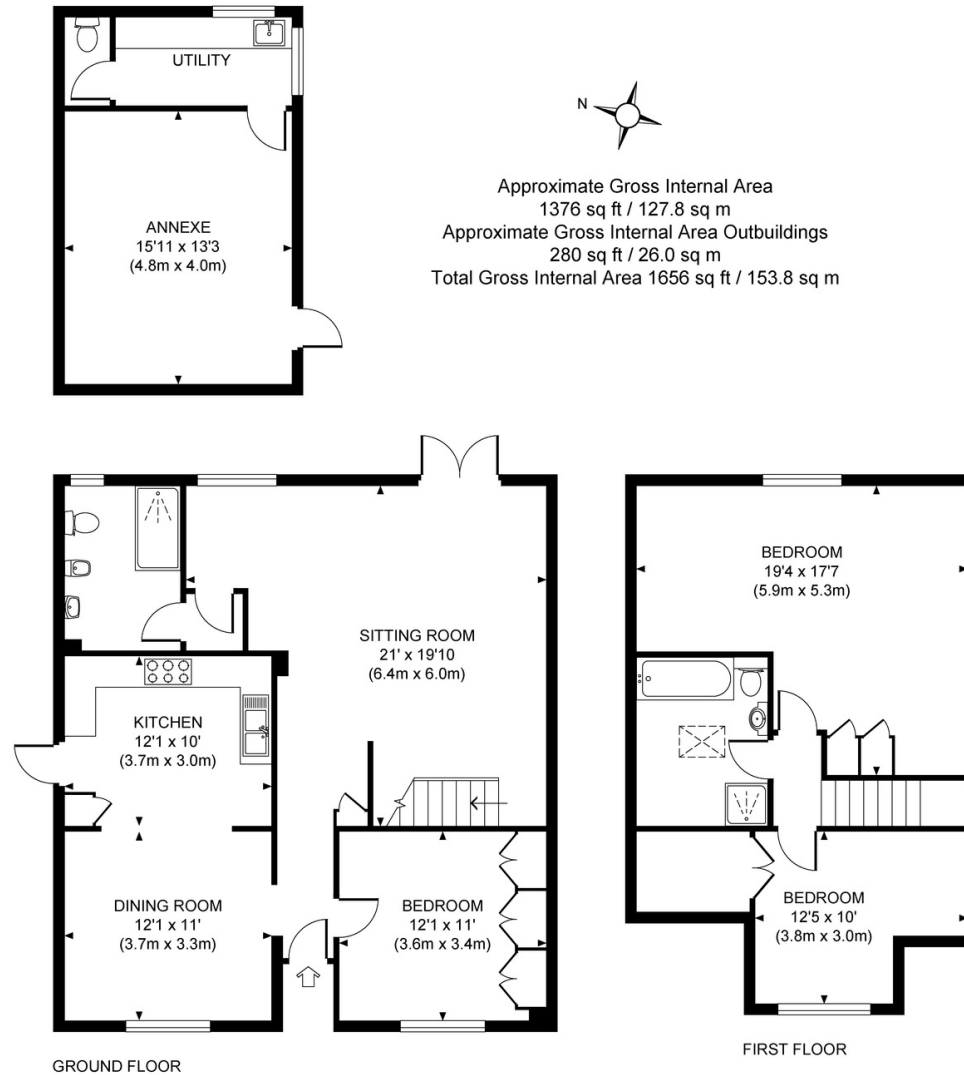 UTILITY
N
Approximate Gross Internal Area
1376 sq ft / 127.8 sq m
Approximate Gross Internal Area Outbuildings
280 sq ft / 26.0 sq m
Total Gross Internal Area 1656 sq ft / 153.8 sq m
ANNEXE
15'11 x 13'3
(4.8m x 4.0m)
SITTING ROOM
21' x 19'10
(6.4m x 6.0m)
KITCHEN
12'1 x 10'
(3.7m x 3.0m)
DINING ROOM
12'1 x 11'
(3.7m x 3.3m)
BEDROOM
12'1 x 11'
(3.6m x 3.4m)
GROUND FLOOR
BEDROOM
19'4 x 17'7
(5.9m x 5.3m)
BEDROOM
12'5 x 10'
(3.8m x 3.0m)
FIRST FLOOR